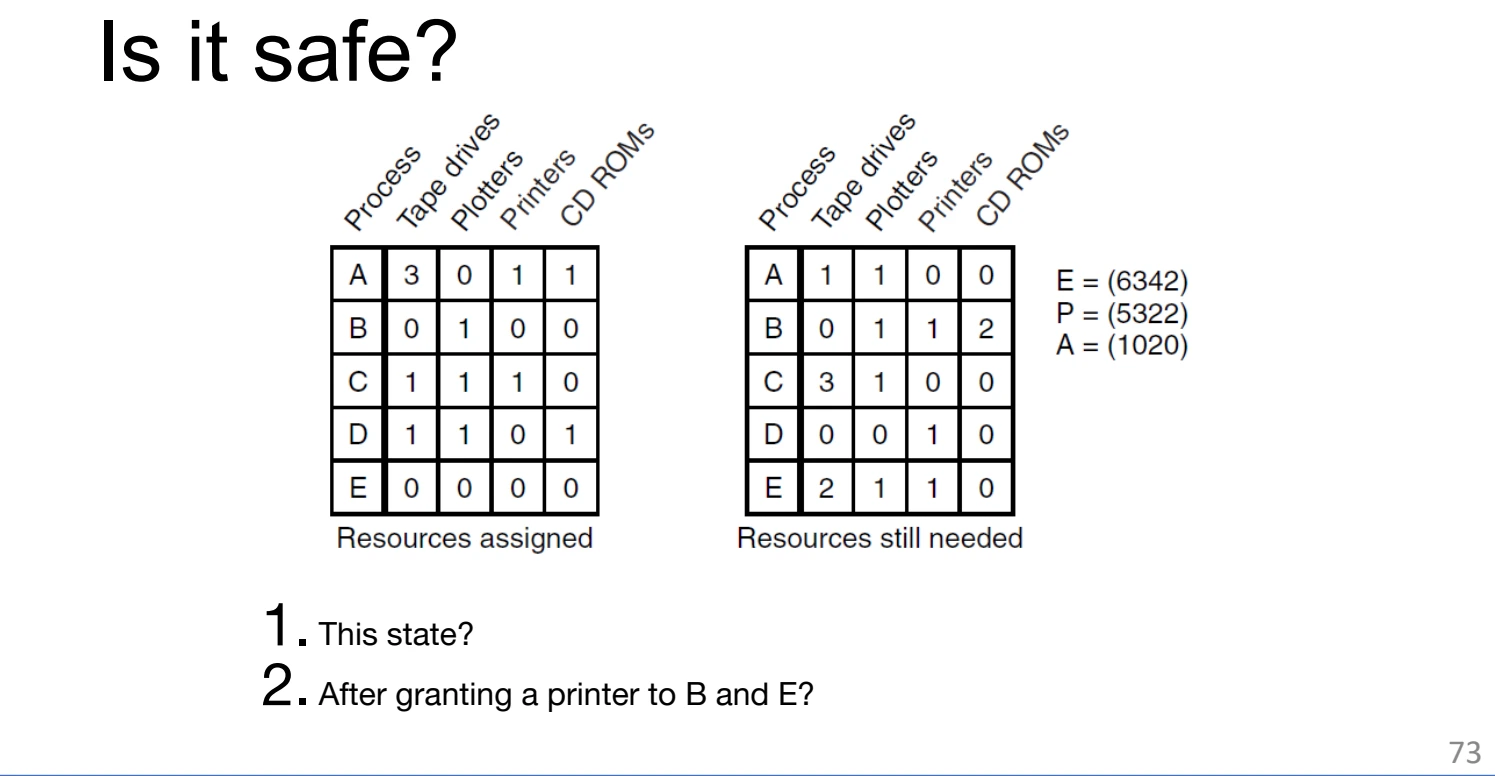 Is it safe?
Process Tape drives Plotters Printers CD ROMs
A 3 0 1 1
B 0 1 0 0
C 1 1 1 0
D 1 1 0 1
E 0 0 0 0
Resources assigned
Process Tape drives Plotters Printers CD ROMs
A 1 1 0 0
B 0 1 1 2
C 3 1 0 0
D 0 0 1 0
E 2 1 1 0
Resources still needed
E = (6342)
P = (5322)
A = (1020)
1. This state?
2. After granting a printer to B and E?
73